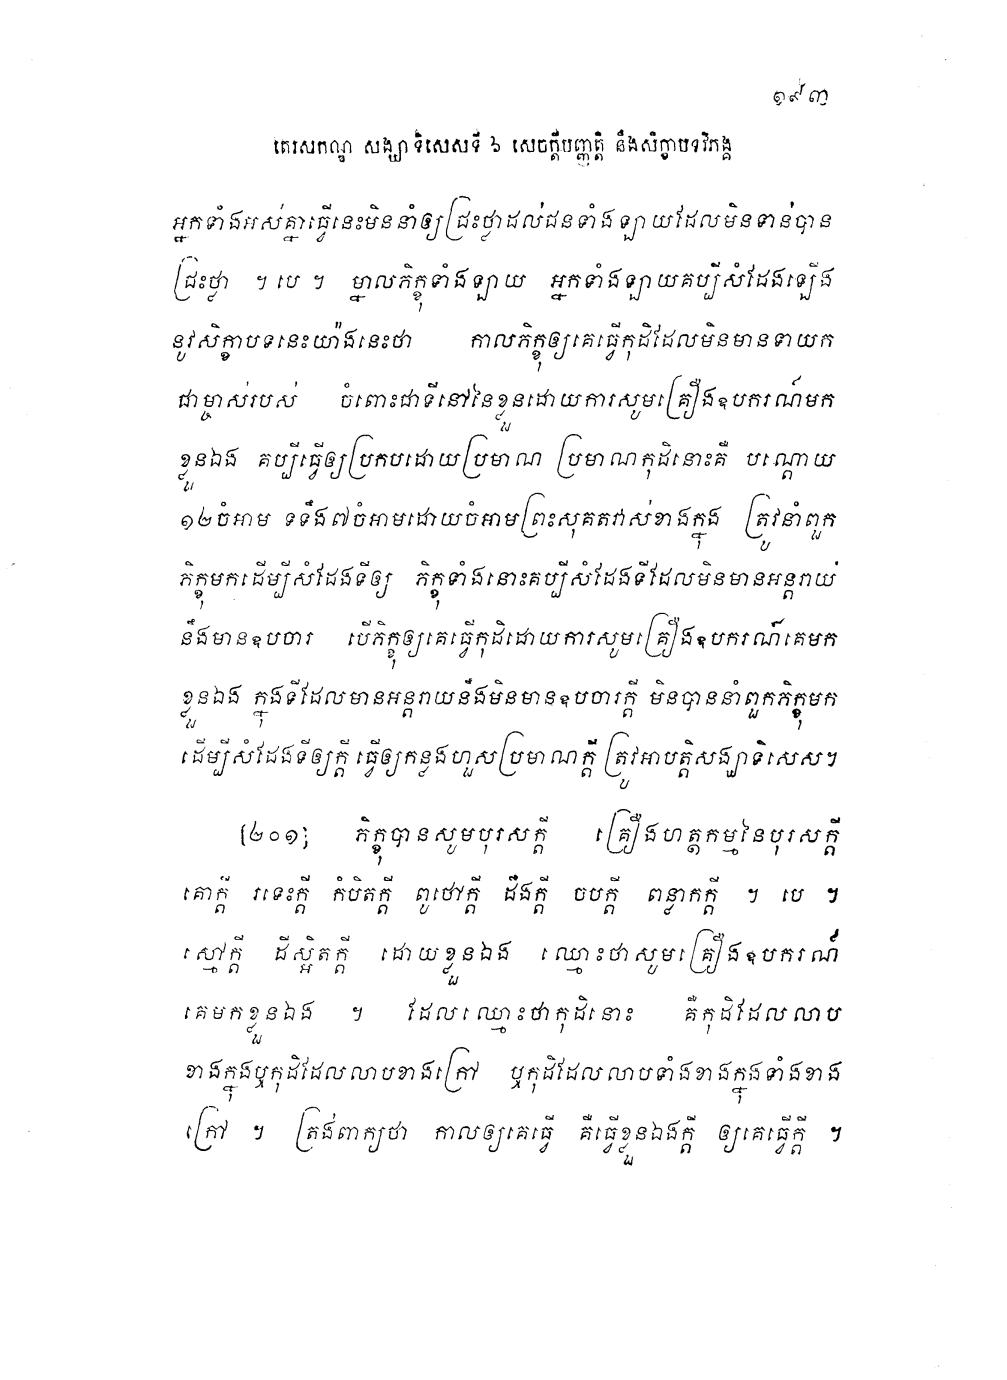 ១៩៣
តេរសកណ្ឌ សង្ឃាទិសេសទី ៦ សេចក្តីបញ្ញត្តិ នឹងសិក្ខាបទវិភង្គ
អ្នកទាំងអស់គ្នាធ្វើនេះមិននាំឲ្យជ្រះថ្លាដល់ជនទាំងឡាយដែលមិនទាន់បាន
ជ្រះថ្លា ។ បេ ។ ម្នាលភិក្ខុទាំងឡាយ អ្នកទាំងឡាយគប្បីសំដែងឡើង
នូវសិក្ខាបទនេះយ៉ាងនេះថា កាលភិក្ខុឲ្យគេធ្វើកុដិដែលមិនមានទាយក
ជាម្ចាស់របស់ ចំពោះជាទីនៅនៃខ្លួនដោយការសូមគ្រឿងឧបករណ៍មក
ខ្លួនឯង គប្បីធ្វើឲ្យប្រកបដោយប្រមាណ ប្រមាណកុដិនោះគឺ បណ្តោយ
១២ចំអាម ទទឹង៧ចំអាមដោយចំអាមព្រះសុគតវាស់ខាងក្នុង ត្រូវនាំពួក
ភិក្ខុមកដើម្បីសំដែងទីឲ្យ ភិក្ខុទាំងនោះគប្បីសំដែងទីដែលមិនមានអន្តរាយ
នឹងមានឧបចារ បើភិក្ខុឲ្យគេធ្វើកុដិដោយការសូមគ្រឿងឧបករណ៍គេមក
ខ្លួនឯង ក្នុងទីដែលមានអន្តរាយនឹងមិនមានឧបចារក្តី មិនបាននាំពួកភិក្ខុមក
ដើម្បីសំដែងទីឲ្យក្តី ធ្វើឲ្យកន្លងហួសប្រមាណក្តី ត្រូវអាបត្តិសង្ឃាទិសេស។
[២០១] ភិក្ខុបានសូមបុរសក្តី គ្រឿងហត្ថកម្មនៃបុរសក្តី
គោក្តី រទេះក្តី កំបិតក្តី ពូថៅក្តី ដឹងក្តី ចបក្តី ពន្លាកក្តី ។ បេ ។
ស្មៅក្តី ដីស្អិតក្តី ដោយខ្លួនឯង ឈ្មោះថាសូមគ្រឿងឧបករណ៍
គេមកខ្លួនឯង ។ ដែលឈ្មោះថាកុដិនោះ គឺកុដិដែលលាប
ខាងក្នុងឬកុដិដែលលាបខាងក្រៅ ឬកុដិដែលលាបទាំងខាងក្នុងទាំងខាង
ក្រៅ ។ ត្រង់ពាក្យថា កាលឲ្យគេធ្វើ គឺធ្វើខ្លួនឯងក្តី ឲ្យគេធ្វើក្តី ។